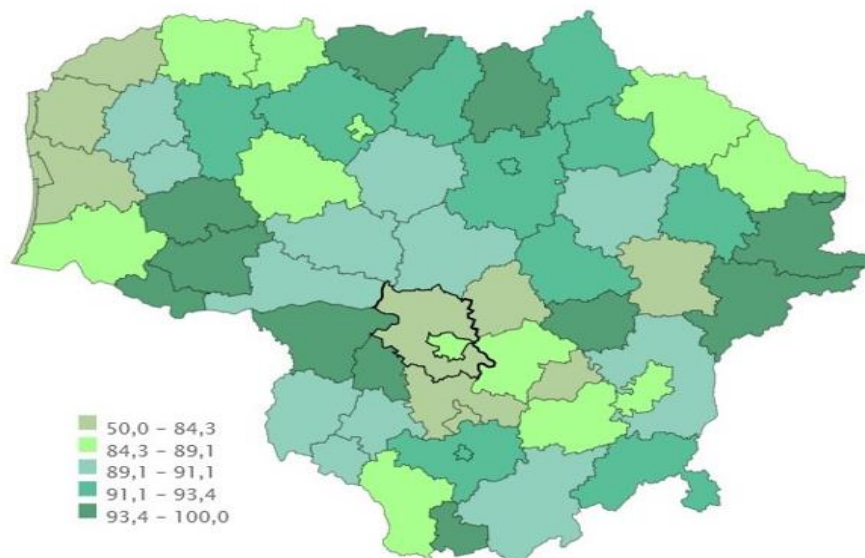 50,0 – 84,3
84,3 – 89,1
89,1 – 91,1
91,1 – 93,4
93,4 – 100,0